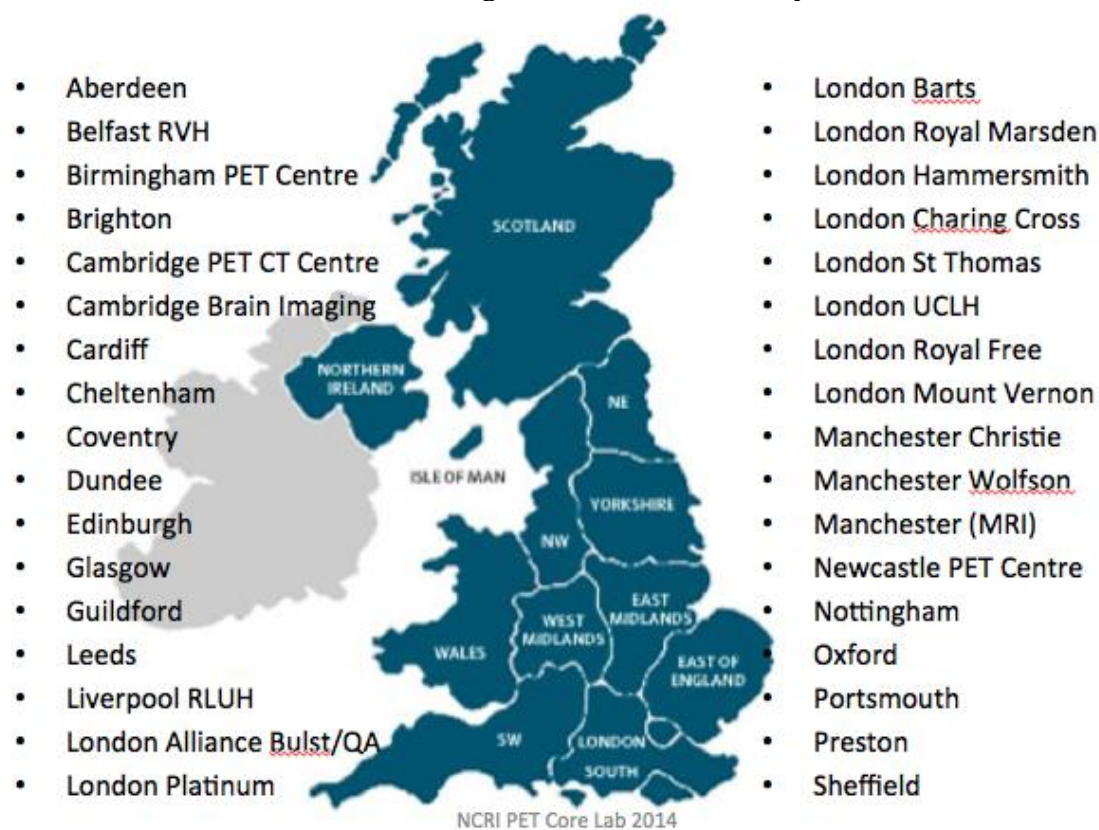 • Aberdeen
• Belfast RVH
• Birmingham PET Centre
• Brighton
• Cambridge PET CT Centre
• Cambridge Brain Imaging
• Cardiff
• Cheltenham
• Coventry
• Dundee
• Edinburgh
• Glasgow
• Guildford
• Leeds
• Liverpool RLUH
• London Alliance Bulst/QA
• London Platinum
SCOTLAND
NORTHERN
IRELAND
NE
ISLE OF MAN
YORKSHIRE
NW
EAST
MIDLANDS
WEST
MIDLANDS
WALES
EAST OF
ENGLAND
SW
LONDON
SOUTH
NCRI PET Core Lab 2014
• London Barts
• London Royal Marsden
• London Hammersmith
• London Charing Cross
• London St Thomas
• London UCLH
• London Royal Free
• London Mount Vernon
• Manchester Christie
• Manchester Wolfson
• Manchester (MRI)
• Newcastle PET Centre
• Nottingham
• Oxford
• Portsmouth
• Preston
• Sheffield